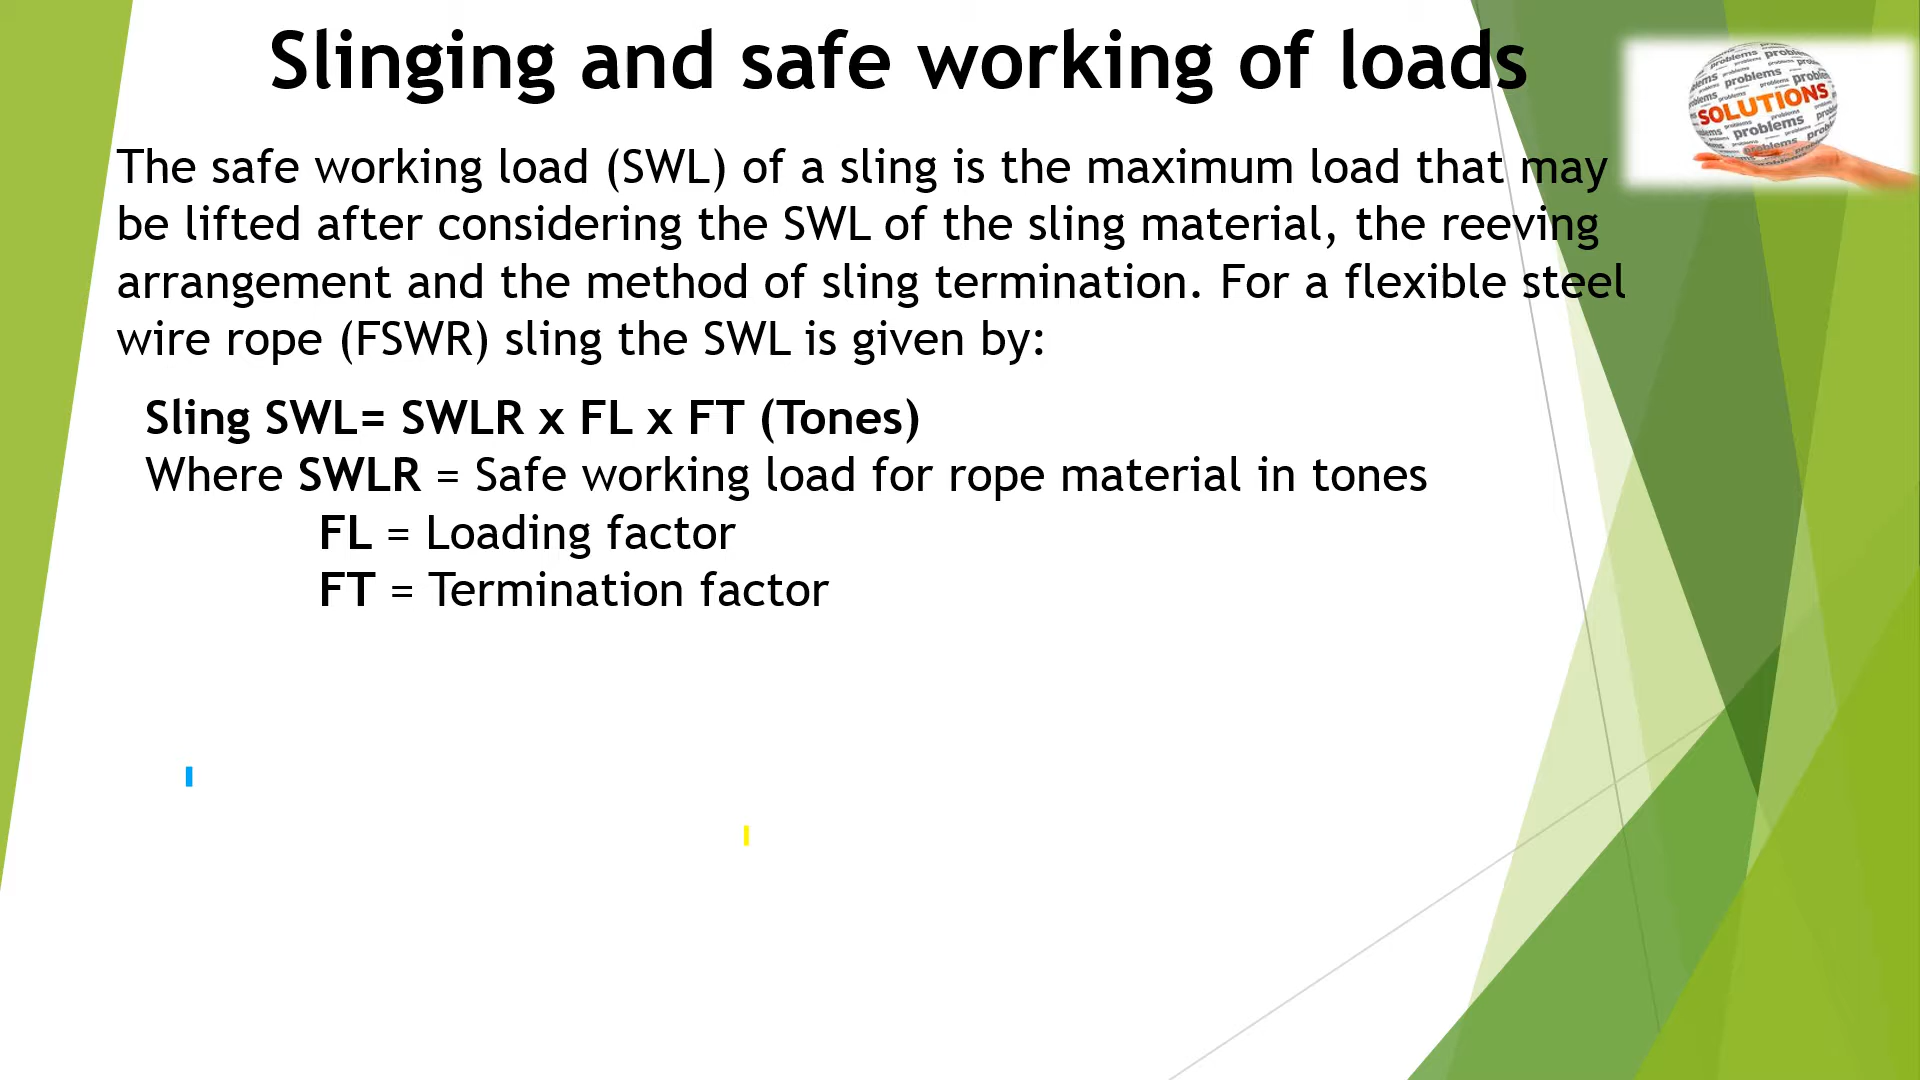 Slinging and safe working of loads
problems SOLUTIONS problems
The safe working load (SWL) of a sling is the maximum load that may
be lifted after considering the SWL of the sling material, the reeving
arrangement and the method of sling termination. For a flexible steel
wire rope (FSWR) sling the SWL is given by:
Sling SWL= SWLR x FL x FT (Tones)
Where SWLR = Safe working load for rope material in tones
FL = Loading factor
FT = Termination factor